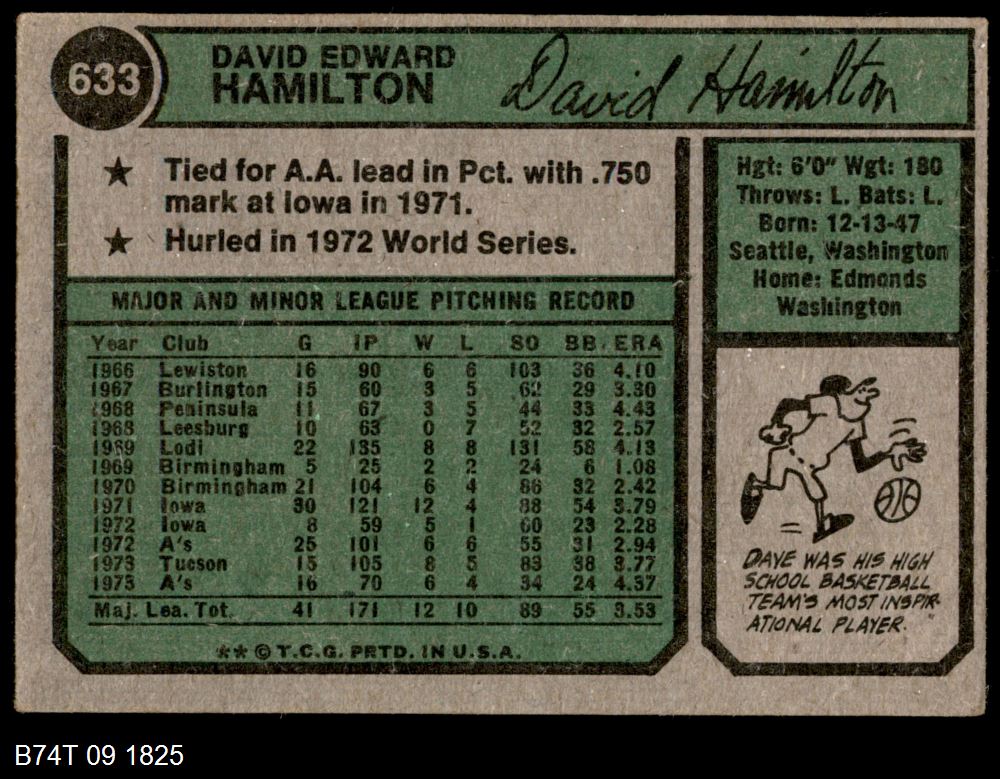 633
DAVID EDWARD
HAMILTON
David Hamilton
★ Tied for A.A. lead in Pct. with .750
mark at Iowa in 1971.
★ Hurled in 1972 World Series.
Hgt: 6'0" Wgt: 180
Throws: L. Bats: L.
Born: 12-13-47
Seattle, Washington
Home: Edmonds
Washington
MAJOR AND MINOR LEAGUE PITCHING RECORD
Year Club G IP W L SO BB. ERA
1966 Lewiston 16 90 6 6 103 36 4.10
1967 Burlington 15 60 3 5 62 29 3.30
1968 Peninsula 11 67 3 5 44 33 4.43
1968 Leesburg 10 63 0 7 52 32 2.57
1969 Lodi 22 135 8 8 131 58 4.13
1969 Birmingham 5 25 2 2 24 6 1.08
1970 Birmingham 21 104 6 4 86 32 2.42
1971 Iowa 30 121 12 4 88 54 3.79
1972 Iowa 8 59 5 1 60 23 2.28
1972 A's 25 101 6 6 55 31 2.94
1973 Tucson 15 105 8 5 83 38 3.77
1973 A's 16 70 6 4 34 24 4.37
Maj. Lea. Tot. 41 171 12 10 89 55 3.53
** © T.C.G. PRTD. IN U.S.A.
DAVE WAS HIS HIGH
SCHOOL BASKETBALL
TEAM'S MOST INSPIR-
ATIONAL PLAYER.
B74T 09 1825